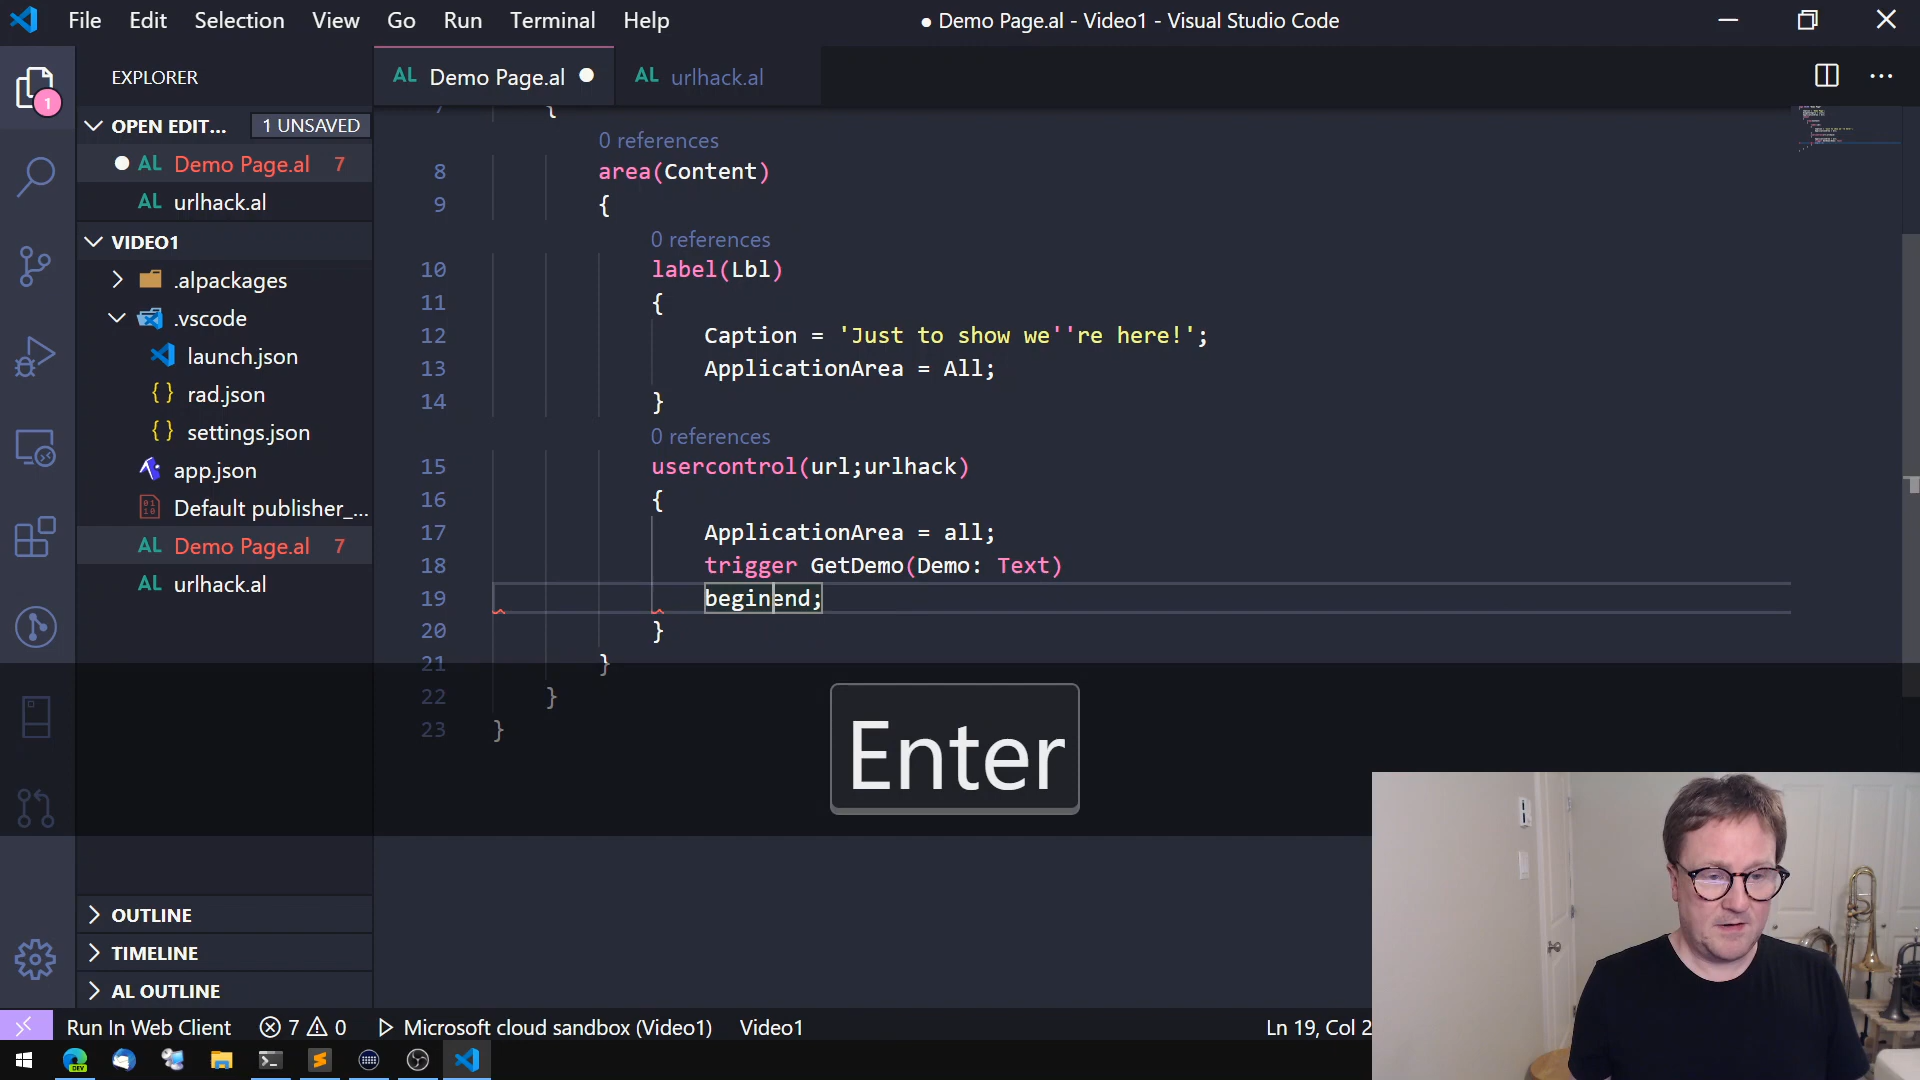 File Edit Selection View Go Run Terminal Help
● Demo Page.al - Video1 - Visual Studio Code
EXPLORER
AL Demo Page.al ●
AL urlhack.al
1
OPEN EDIT... 1 UNSAVED
● AL Demo Page.al 7
AL urlhack.al
VIDEO1
.alpackages
.vscode
launch.json
{} rad.json
{} settings.json
app.json
Default publisher_...
AL Demo Page.al 7
AL urlhack.al
OUTLINE
TIMELINE
AL OUTLINE
7 {
0 references
8 area(Content)
9 {
0 references
10 label(Lbl)
11 {
12 Caption = 'Just to show we''re here!';
13 ApplicationArea = All;
14 }
0 references
15 usercontrol(url;urlhack)
16 {
17 ApplicationArea = all;
18 trigger GetDemo(Demo: Text)
19 beginend;
20 }
21 }
22 }
23 }
Enter
Run In Web Client 7 0 Microsoft cloud sandbox (Video1) Video1
Ln 19, Col 2
DEV